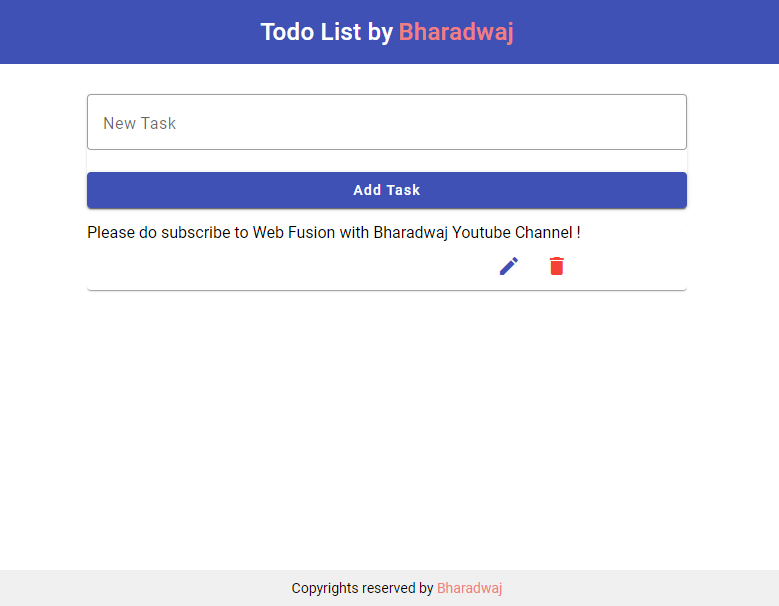 Todo List by Bharadwaj
New Task
Add Task
Please do subscribe to Web Fusion with Bharadwaj Youtube Channel !
Copyrights reserved by Bharadwaj